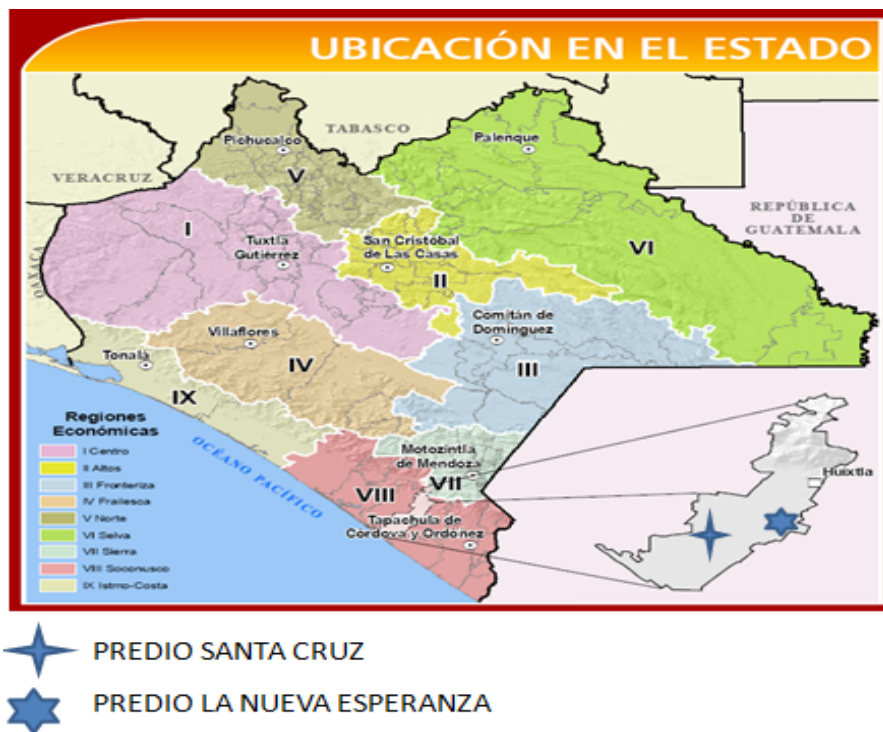 UBICACIÓN EN EL ESTADO
Pichucalco
TABASCO
Palenque
VERACRUZ
V
REPÚBLICA
DE
GUATEMALA
I
OAXACA
Tuxtla
Gutiérrez
San Cristóbal
de Las Casas
II
VI
Villaflores
Comitán de
Domínguez
Tonalá
IV
III
IX
Regiones
Económicas
I Centro
II Altos
III Fronteriza
IV Frailesca
V Norte
VI Selva
VII Sierra
VIII Soconusco
IX Istmo-Costa
OCÉANO PACÍFICO
Motozintla
de Mendoza
VII
VIII
Tapachula de
Córdova y Ordóñez
Huixtla
PREDIO SANTA CRUZ
PREDIO LA NUEVA ESPERANZA